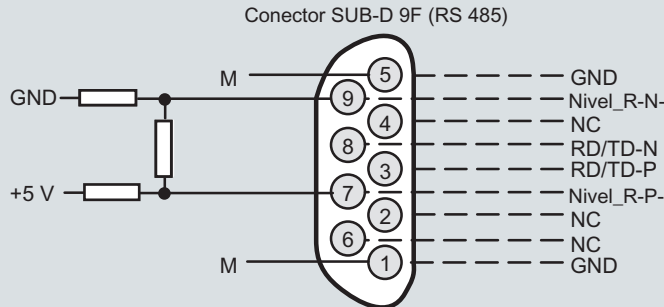 Conector SUB-D 9F (RS 485)
M 5 GND
GND 9 Nivel_R-N-
4 NC
8 RD/TD-N
3 RD/TD-P
+5 V 7 Nivel_R-P-
2 NC
6 NC
M 1 GND